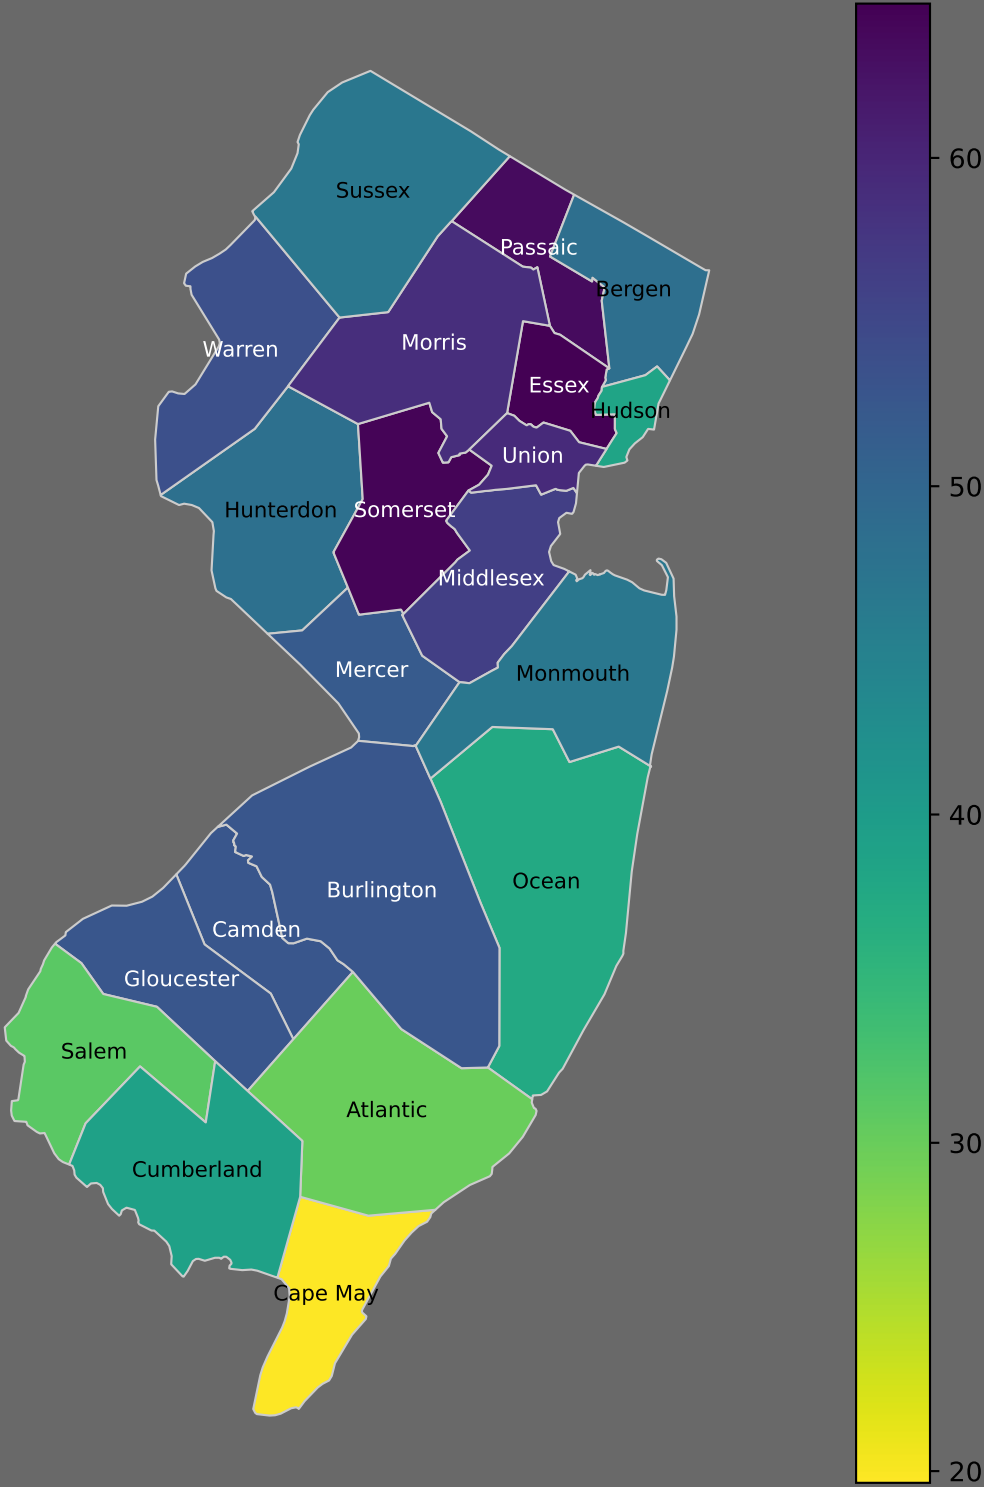 60
Sussex
Passaic
Bergen
Morris
Warren
Essex
Hudson
Union
50
Hunterdon
Somerset
Middlesex
Mercer
Monmouth
40
Ocean
Burlington
Camden
Gloucester
Salem
Atlantic
30
Cumberland
Cape May
20